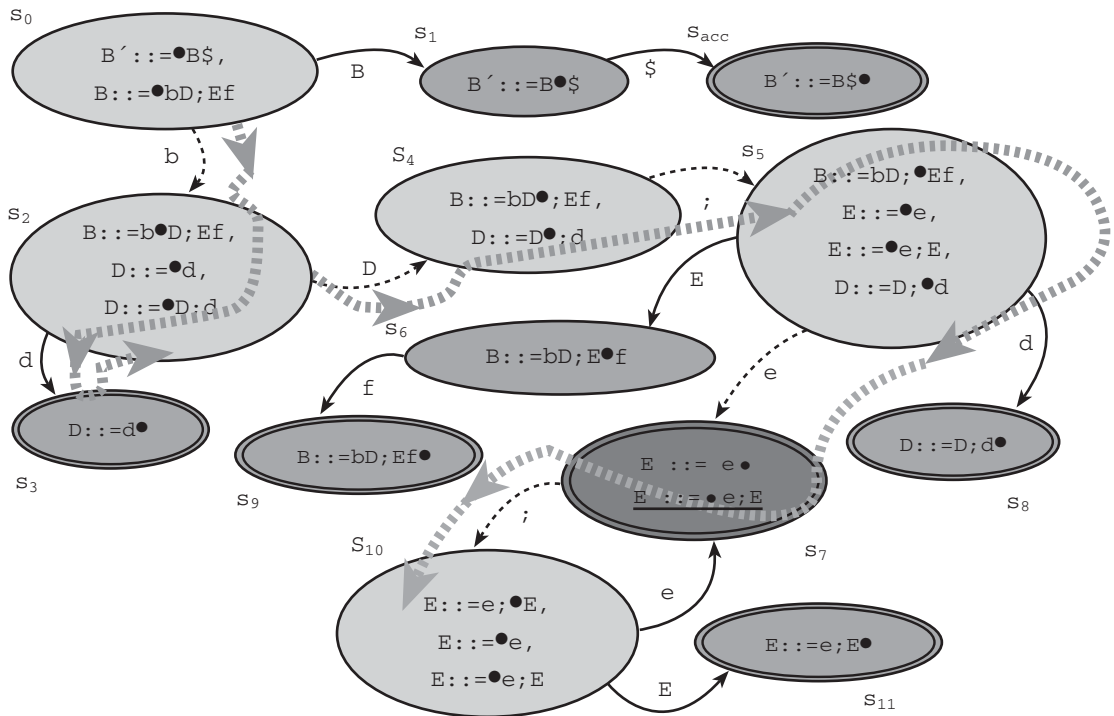 s0
B´::=●B$,
B::=●bD;Ef
B
s1
B´::=B●$
$
sacc
B´::=B$●
b
s2
B::=b●D;Ef,
D::=●d,
D::=●D;d
D
S4
B::=bD●;Ef,
D::=D●;d
;
s5
B::=bD;●Ef,
E::=●e,
E::=●e;E,
D::=D;●d
E
s6
B::=bD;E●f
d
D::=d●
s3
f
B::=bD;Ef●
s9
e
E ::= e●
E ::=● e;E
s7
d
D::=D;d●
s8
;
S10
E::=e;●E,
E::=●e,
E::=●e;E
e
E
E::=e;E●
s11